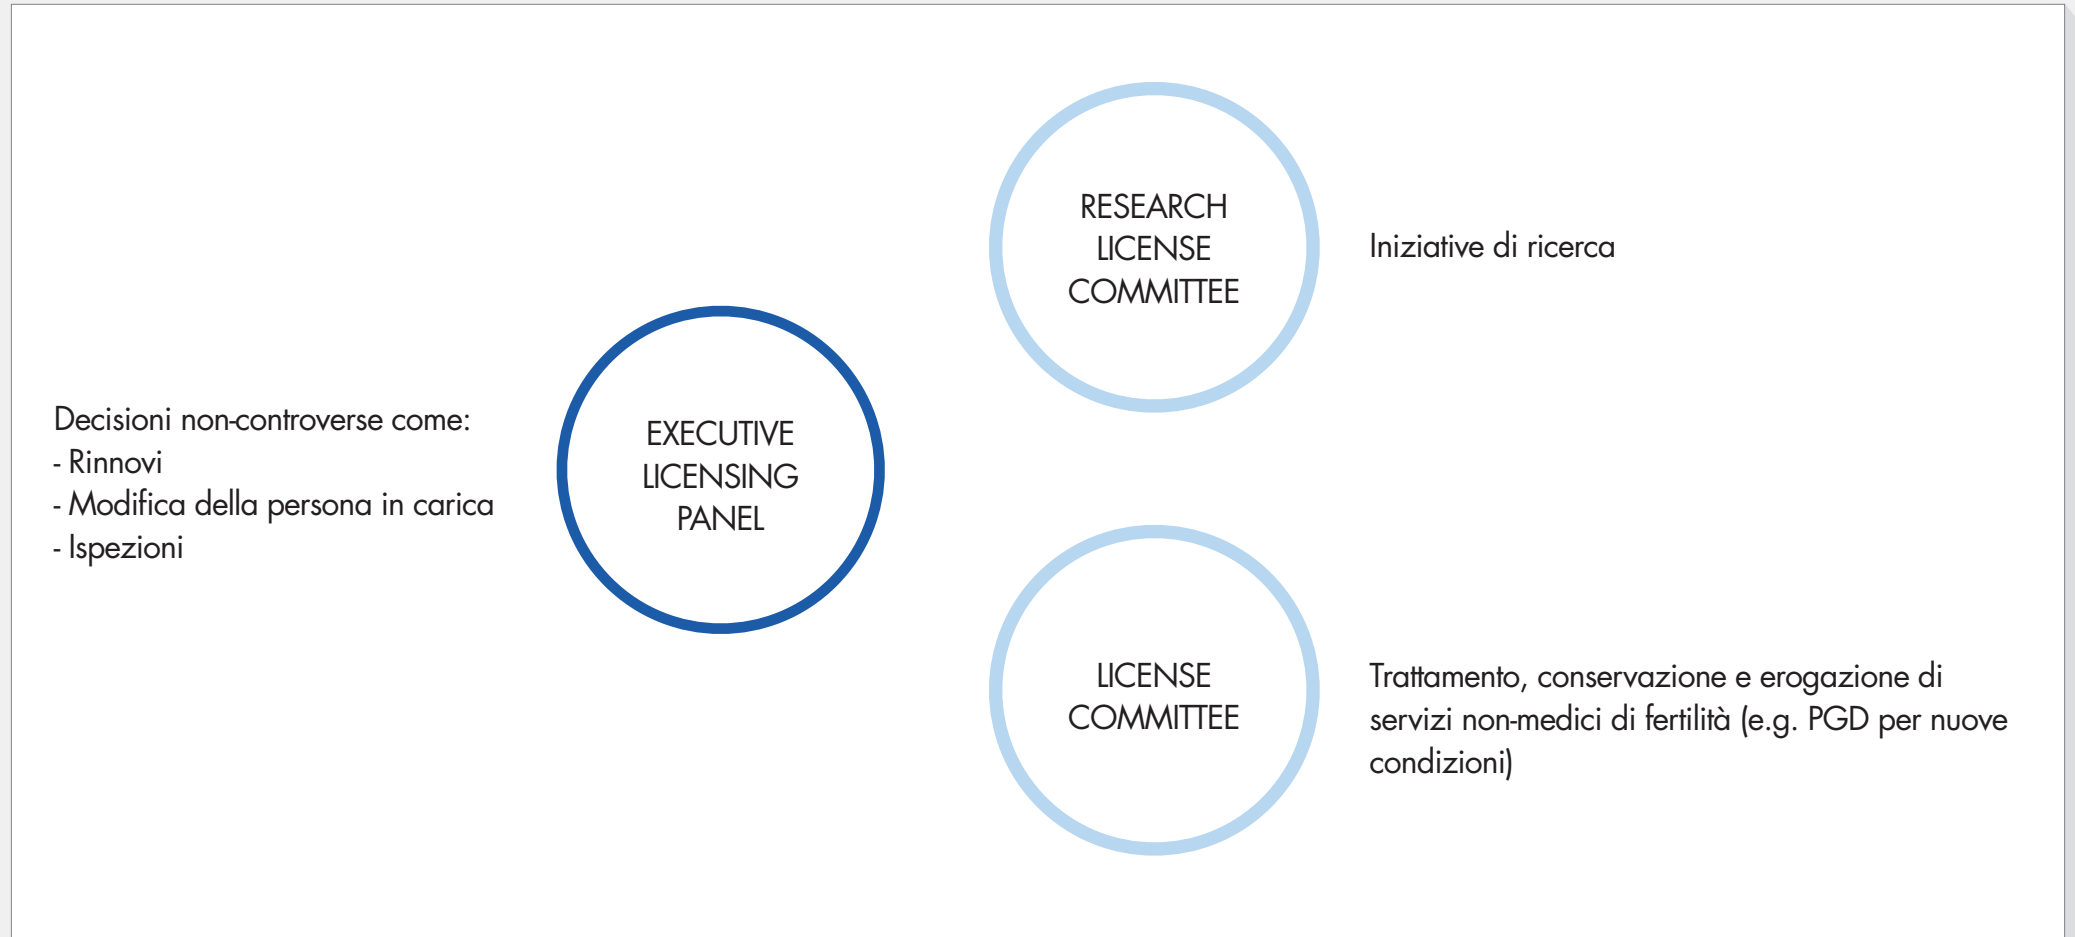 RESEARCH
LICENSE
COMMITTEE
Iniziative di ricerca
Decisioni non-controverse come:
- Rinnovi
- Modifica della persona in carica
- Ispezioni
EXECUTIVE
LICENSING
PANEL
LICENSE
COMMITTEE
Trattamento, conservazione e erogazione di
servizi non-medici di fertilità (e.g. PGD per nuove
condizioni)